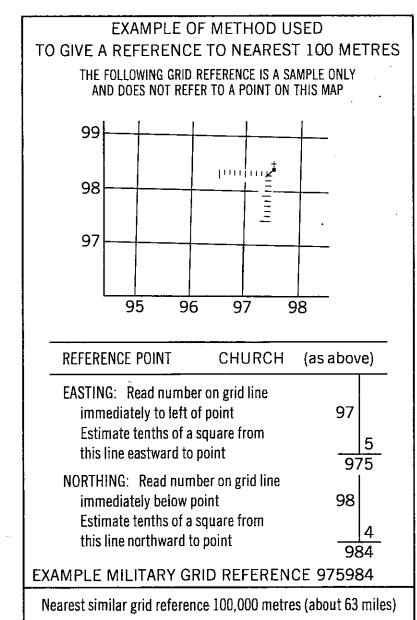 EXAMPLE OF METHOD USED
TO GIVE A REFERENCE TO NEAREST 100 METRES
THE FOLLOWING GRID REFERENCE IS A SAMPLE ONLY
AND DOES NOT REFER TO A POINT ON THIS MAP
99
98
97
95 96 97 98
REFERENCE POINT CHURCH (as above)
EASTING: Read number on grid line
immediately to left of point 97
Estimate tenths of a square from
this line eastward to point 5
975
NORTHING: Read number on grid line
immediately below point 98
Estimate tenths of a square from
this line northward to point 4
984
EXAMPLE MILITARY GRID REFERENCE 975984
Nearest similar grid reference 100,000 metres (about 63 miles)